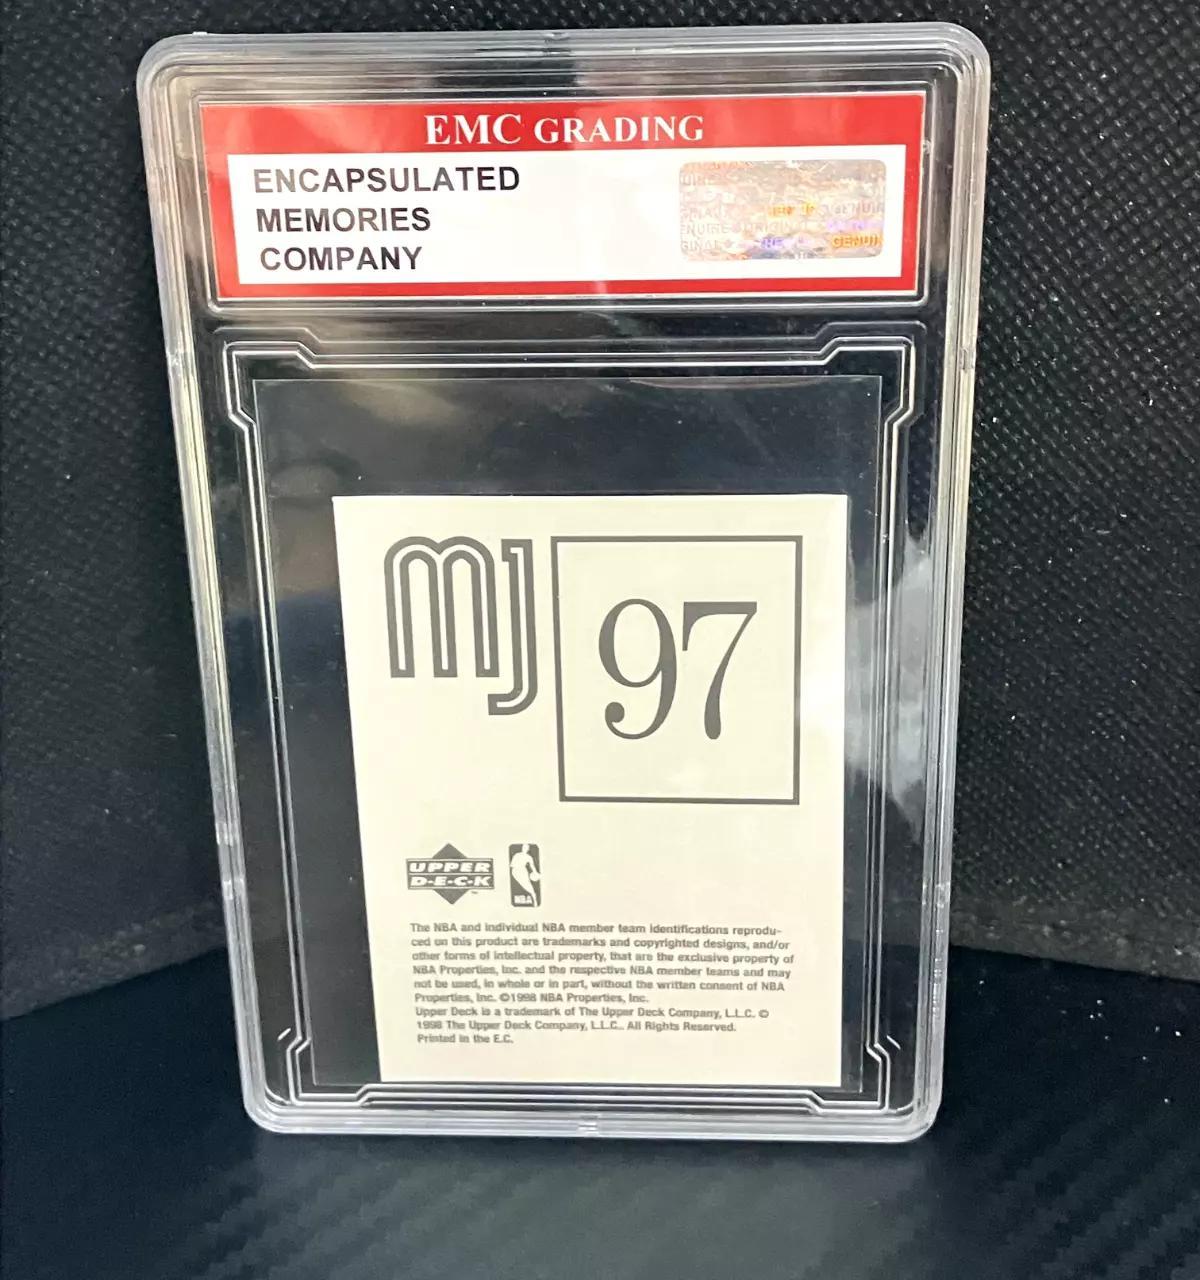 EMC GRADING
ENCAPSULATED
MEMORIES
COMPANY
GENUIN
mj
97
UPPER
D·E·C·K
NBA
The NBA and individual NBA member team identifications reprodu-
ced on this product are trademarks and copyrighted designs, and/or
other forms of intellectual property, that are the exclusive property of
NBA Properties, Inc. and the respective NBA member teams and may
not be used, in whole or in part, without the written consent of NBA
Properties, Inc. ©1998 NBA Properties, Inc.
Upper Deck is a trademark of The Upper Deck Company, L.L.C. ©
1998 The Upper Deck Company, L.L.C.. All Rights Reserved.
Printed in the E.C.